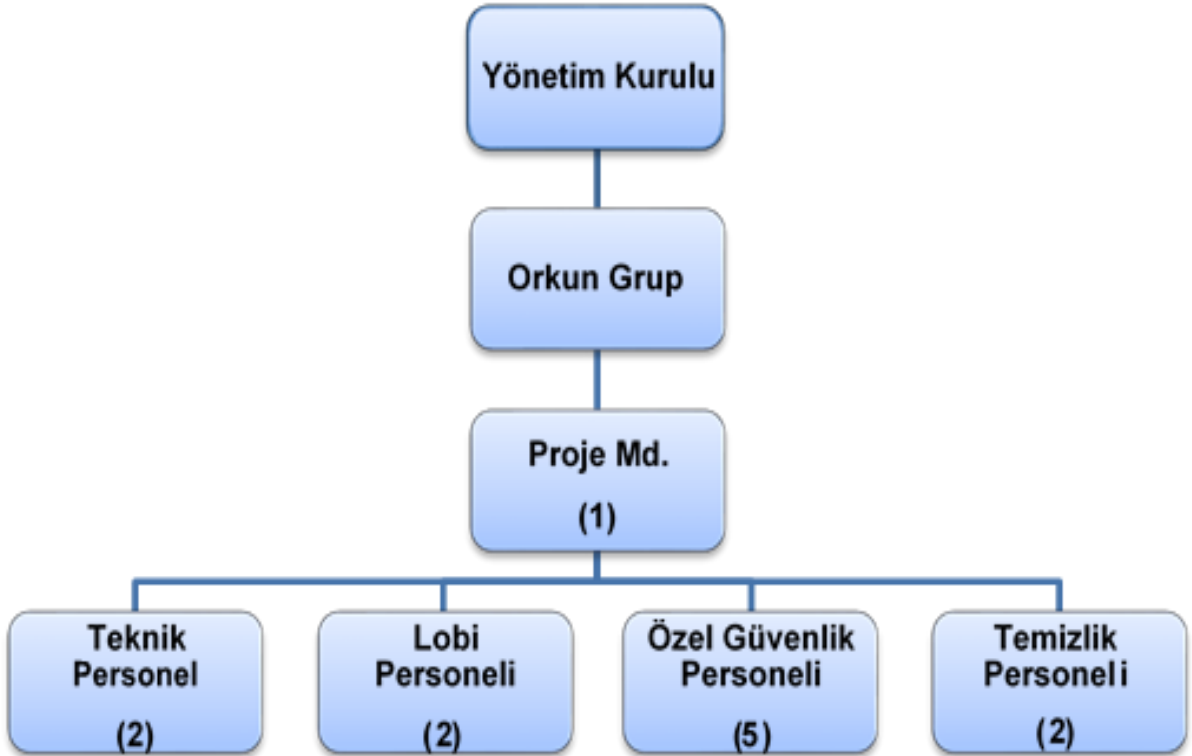 Yönetim Kurulu
Orkun Grup
Proje Md.
(1)
Teknik
Personel
(2)
Lobi
Personeli
(2)
Özel Güvenlik
Personeli
(5)
Temizlik
Personeli
(2)